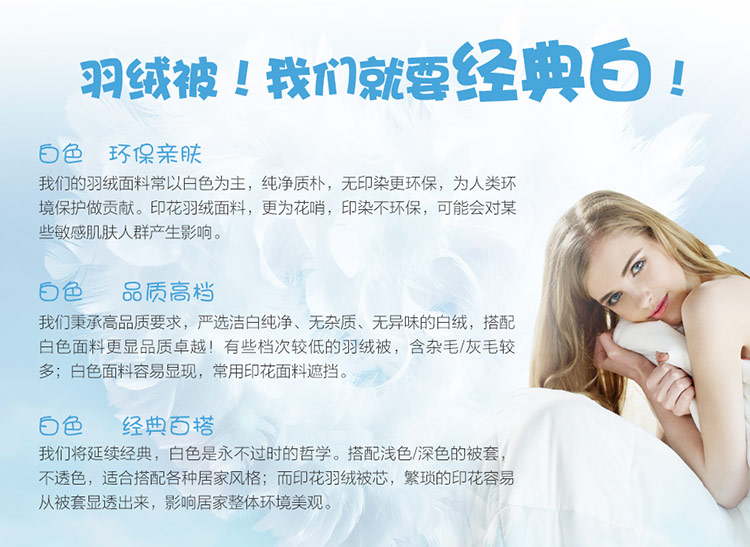 羽绒被！我们就要经典白！
白色 环保亲肤
我们的羽绒面料常以白色为主，纯净质朴，无印染更环保，为人类环
境保护做贡献。印花羽绒面料，更为花哨，印染不环保，可能会对某
些敏感肌肤人群产生影响。
白色 品质高档
我们秉承高品质要求，严选洁白纯净、无杂质、无异味的白绒，搭配
白色面料更显品质卓越！有些档次较低的羽绒被，含杂毛/灰毛较
多；白色面料容易显现，常用印花面料遮挡。
白色 经典百搭
我们将延续经典，白色是永不过时的哲学。搭配浅色/深色的被套，
不透色，适合搭配各种居家风格；而印花羽绒被芯，繁琐的印花容易
从被套显透出来，影响居家整体环境美观。